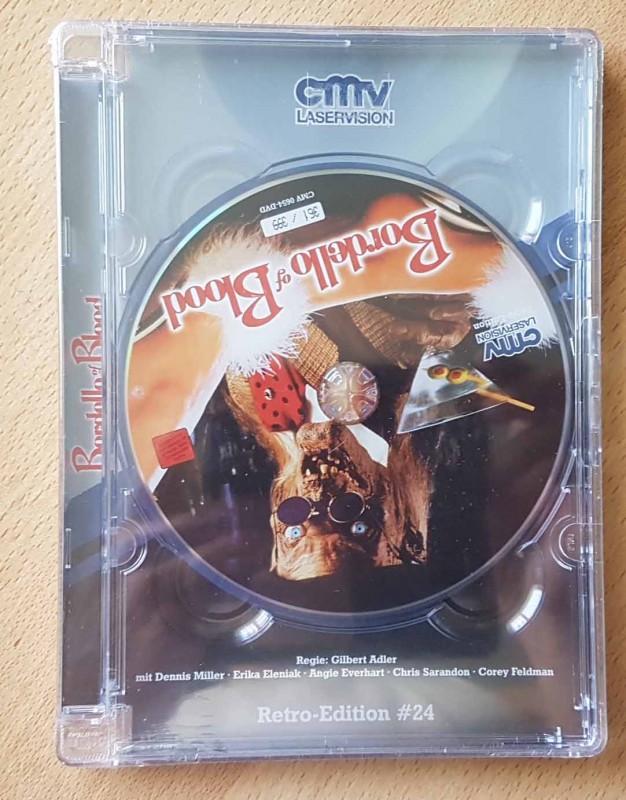 cmv
LASERVISION
CMV 0654-DVD
361 / 399
Bordello of Blood
cmv
LASERVISION
Edition
Bordello of Blood
Regie: Gilbert Adler
mit Dennis Miller · Erika Eleniak · Angie Everhart · Chris Sarandon · Corey Feldman
Retro-Edition #24